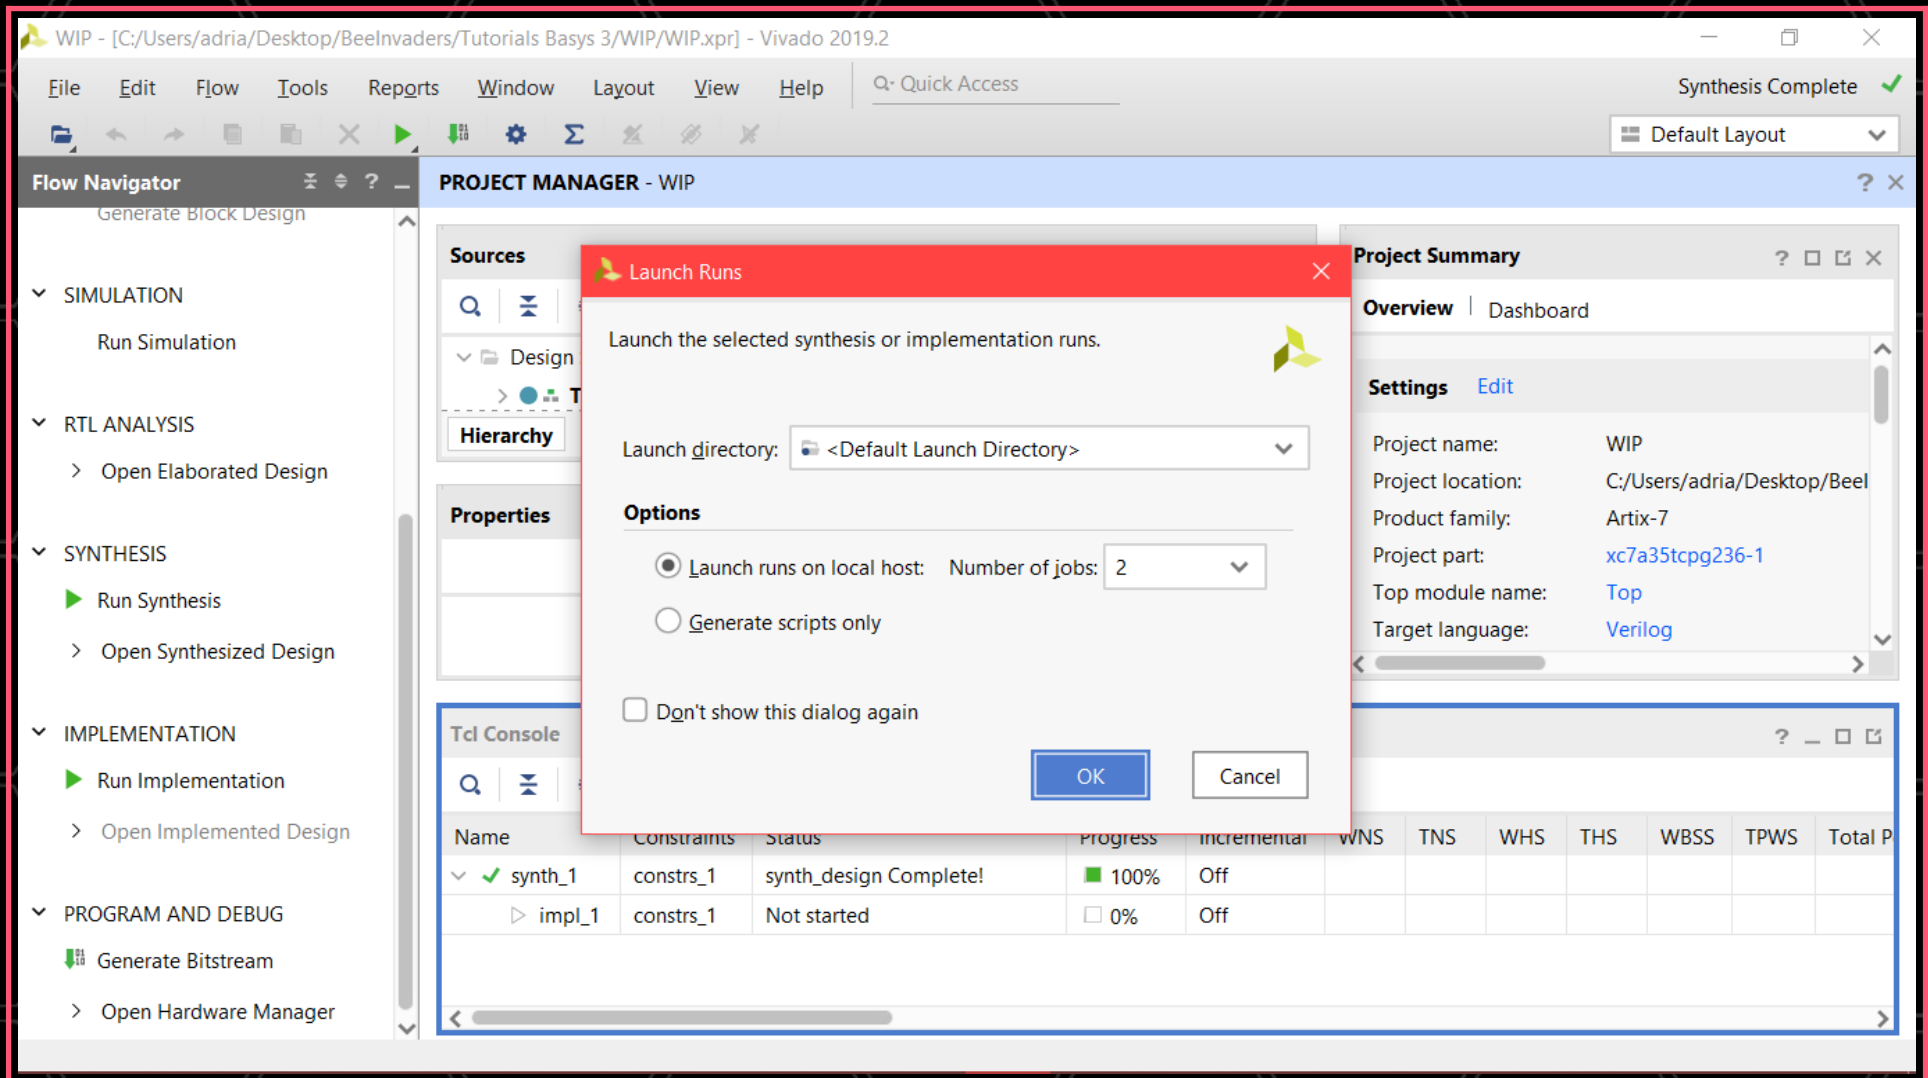 WIP - [C:/Users/adria/Desktop/BeeInvaders/Tutorials Basys 3/WIP/WIP.xpr] - Vivado 2019.2
File Edit Flow Tools Reports Window Layout View Help Quick Access Synthesis Complete
Default Layout
Flow Navigator
Generate Block Design
SIMULATION
Run Simulation
RTL ANALYSIS
Open Elaborated Design
SYNTHESIS
Run Synthesis
Open Synthesized Design
IMPLEMENTATION
Run Implementation
Open Implemented Design
PROGRAM AND DEBUG
Generate Bitstream
Open Hardware Manager
PROJECT MANAGER - WIP
Sources
Design
T
Hierarchy
Properties
Launch Runs
Launch the selected synthesis or implementation runs.
Launch directory: <Default Launch Directory>
Options
Launch runs on local host: Number of jobs: 2
Generate scripts only
Don't show this dialog again
OK Cancel
Project Summary
Overview | Dashboard
Settings Edit
Project name: WIP
Project location: C:/Users/adria/Desktop/Beel
Product family: Artix-7
Project part: xc7a35tcpg236-1
Top module name: Top
Target language: Verilog
Tcl Console
Name Constraints Status Progress Incremental WNS TNS WHS THS WBSS TPWS Total P
synth_1 constrs_1 synth_design Complete! 100% Off
impl_1 constrs_1 Not started 0% Off